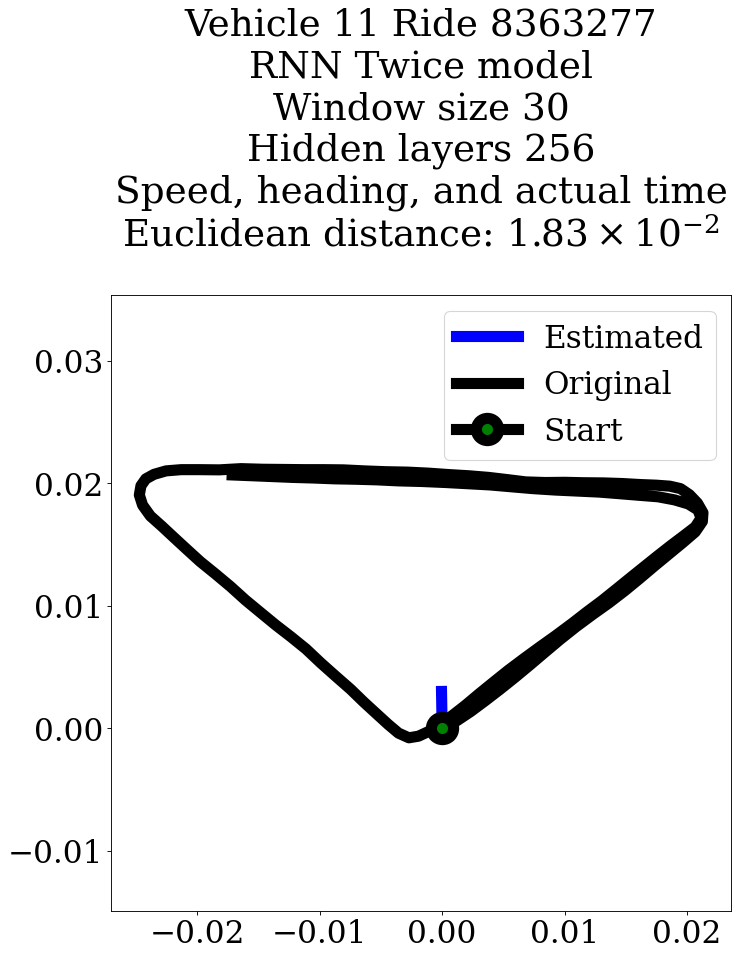 Vehicle 11 Ride 8363277
RNN Twice model
Window size 30
Hidden layers 256
Speed, heading, and actual time
Euclidean distance: 1.83 × 10⁻²
Estimated
Original
Start
0.03
0.02
0.01
0.00
−0.01
−0.02 −0.01 0.00 0.01 0.02